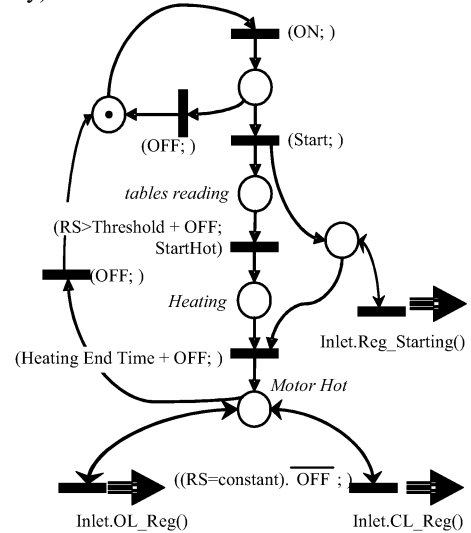 (ON; )
(OFF; )
(Start; )
tables reading
(RS>Threshold + OFF;
StartHot)
(OFF; )
Heating
Inlet.Reg_Starting()
(Heating End Time + OFF; )
Motor Hot
((RS=constant). OFF ; )
Inlet.OL_Reg()
Inlet.CL_Reg()